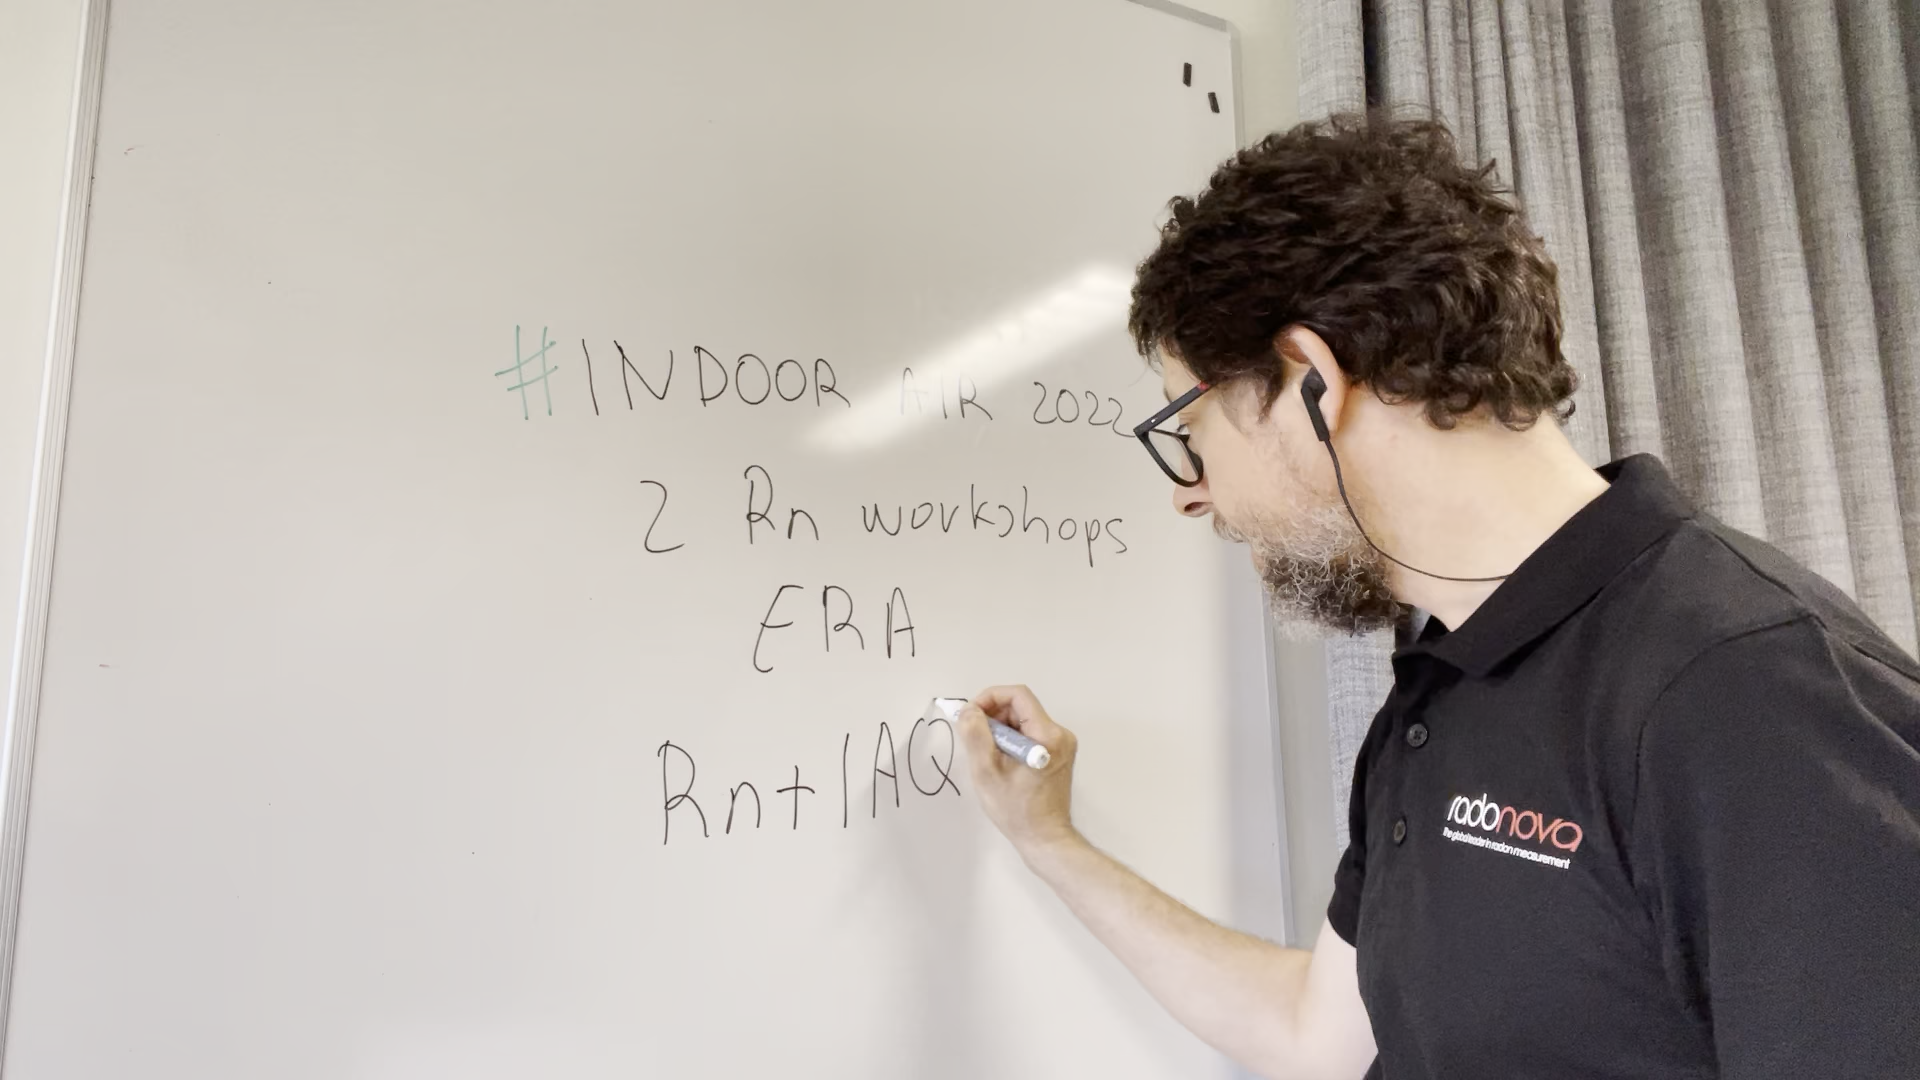 #INDOOR AIR 2022
2 Rn workshops
ERA
Rn+IAQ
radonova
The global leader in radon measurement